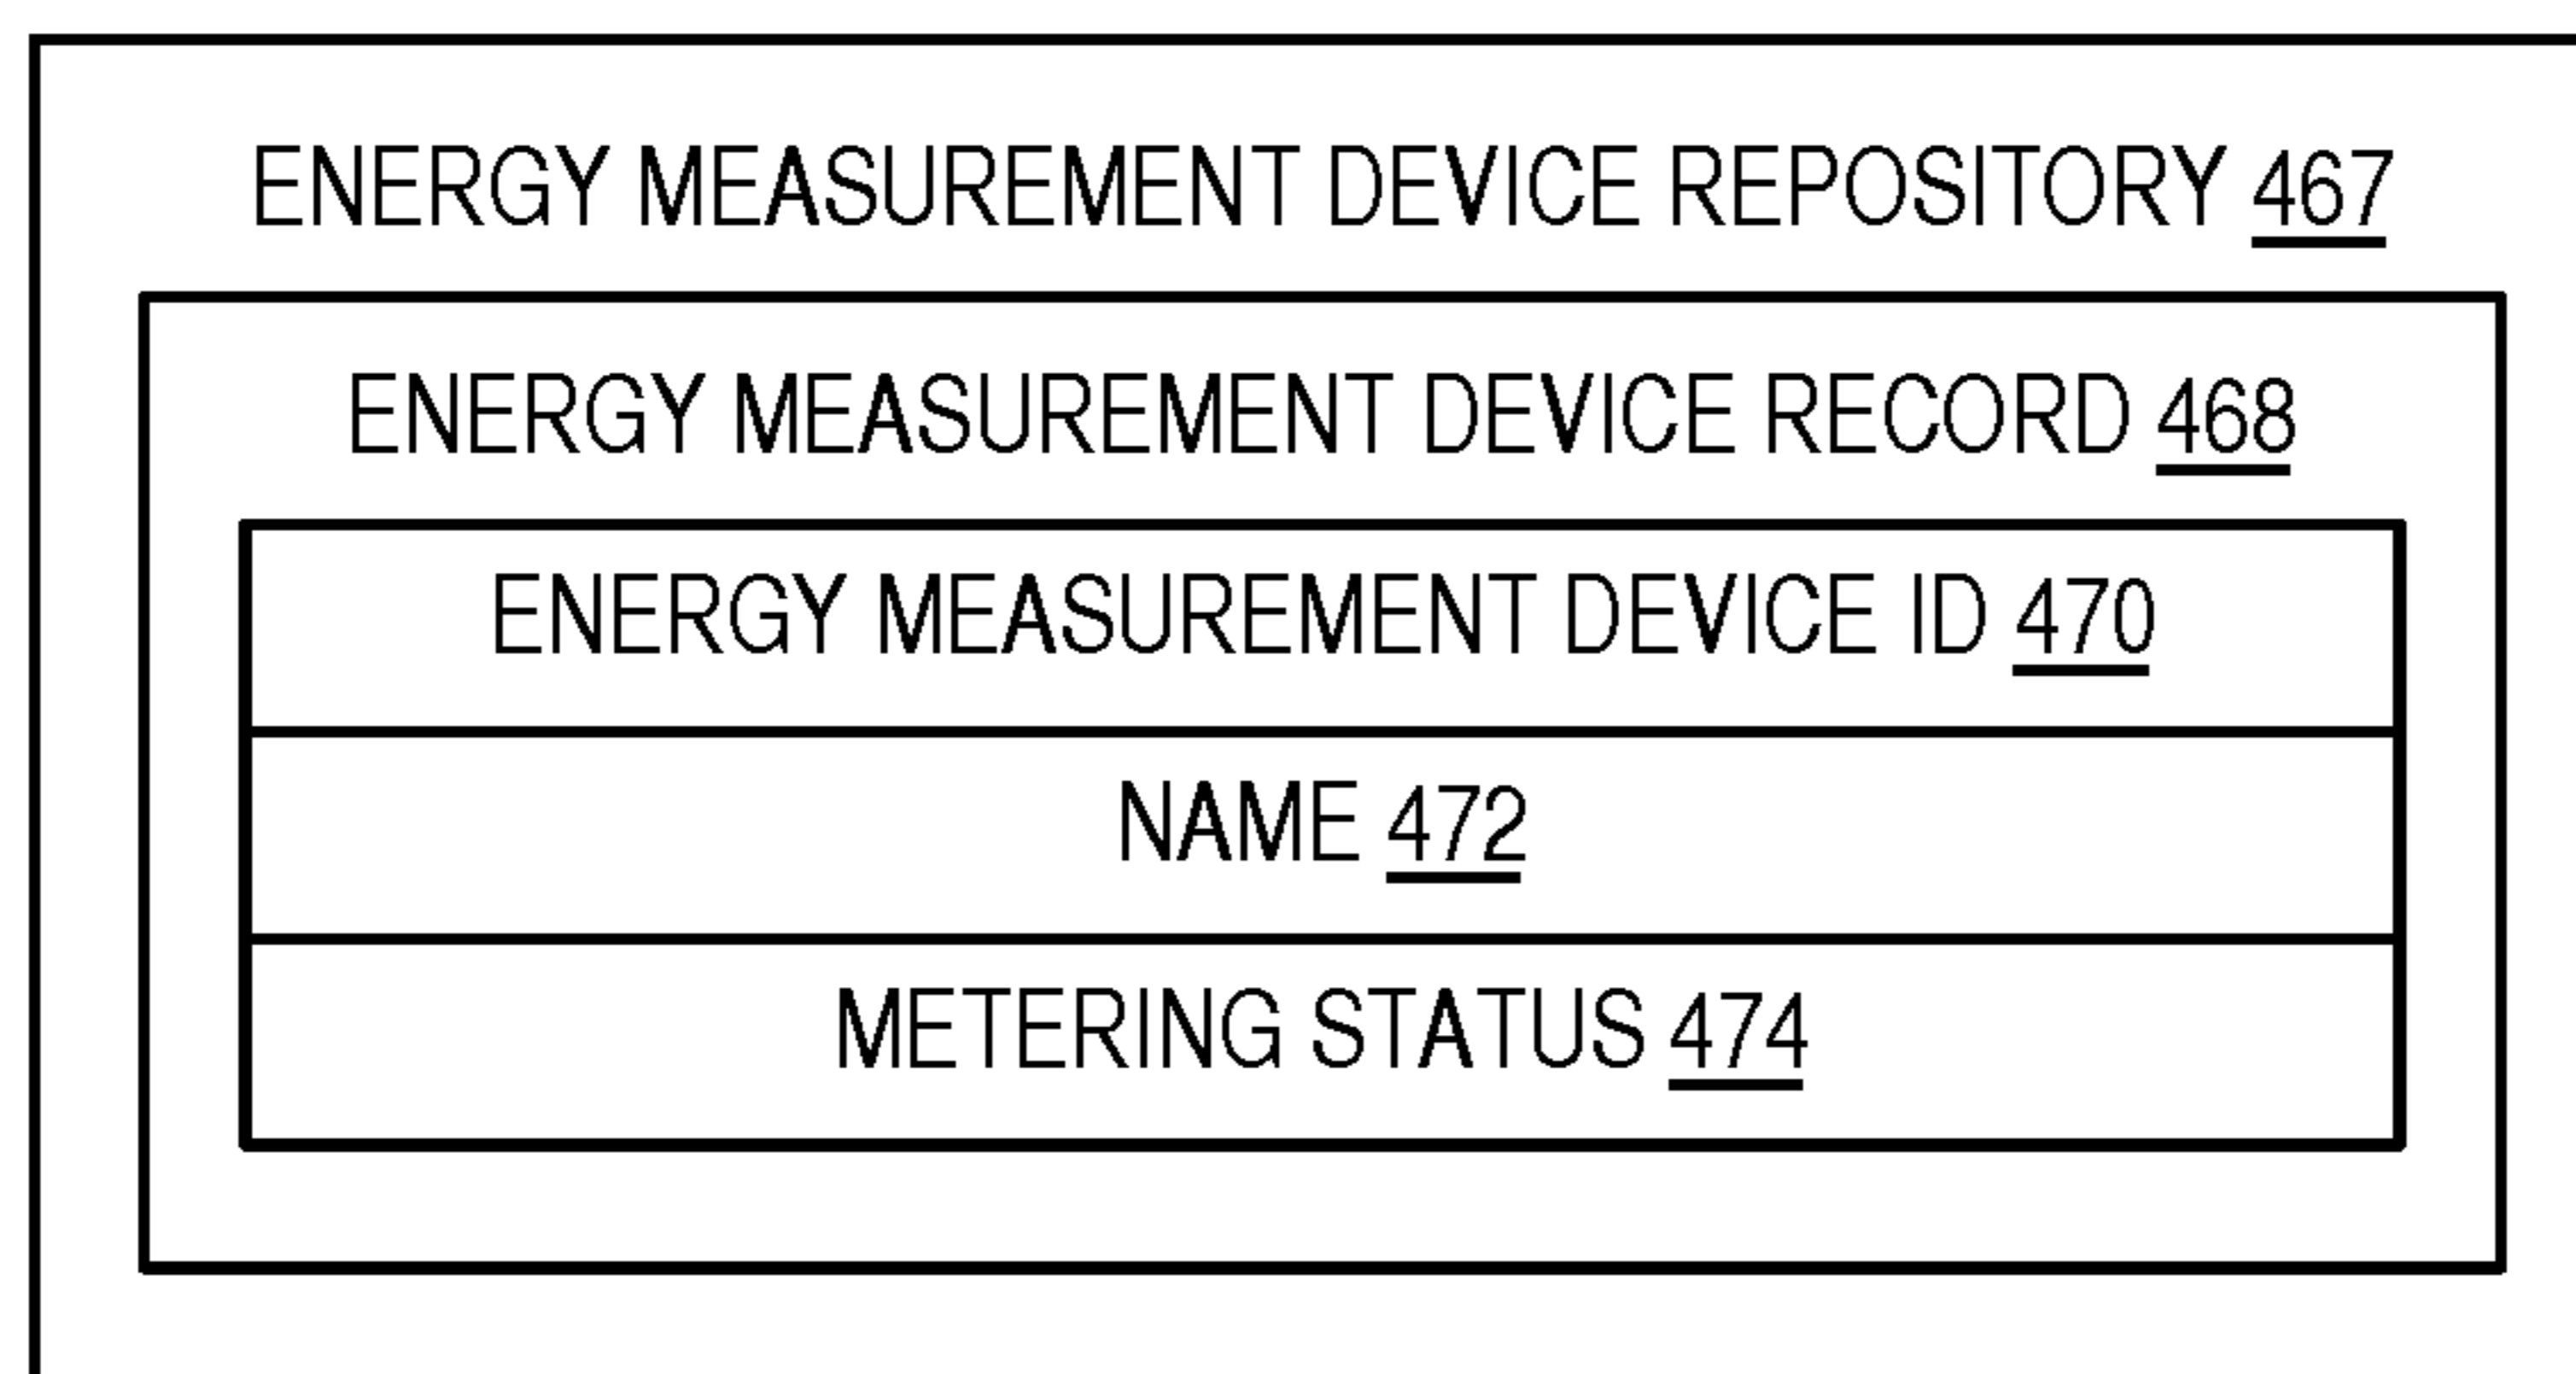 ENERGY MEASUREMENT DEVICE REPOSITORY 467
ENERGY MEASUREMENT DEVICE RECORD 468
ENERGY MEASUREMENT DEVICE ID 470
NAME 472
METERING STATUS 474